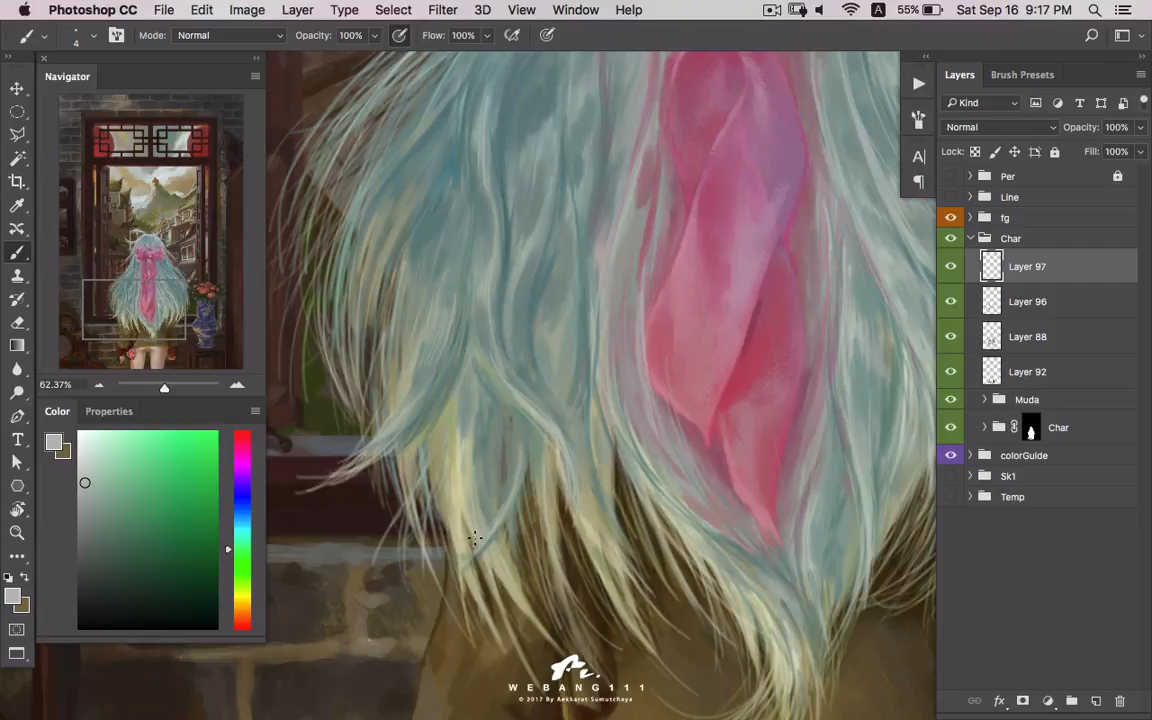 Photoshop CC File Edit Image Layer Type Select Filter 3D View Window Help A 55% Sat Sep 16 9:17 PM
4 Mode: Normal Opacity: 100% Flow: 100%
Navigator
62.37%
Color Properties
A
Layers Brush Presets
Kind
Normal Opacity: 100%
Lock: Fill: 100%
Per
Line
fg
Char
Layer 97
Layer 96
Layer 88
Layer 92
Muda
Char
colorGuide
Sk1
Temp
WEBANG111
© 2017 By Aekkarat Sumutchaya